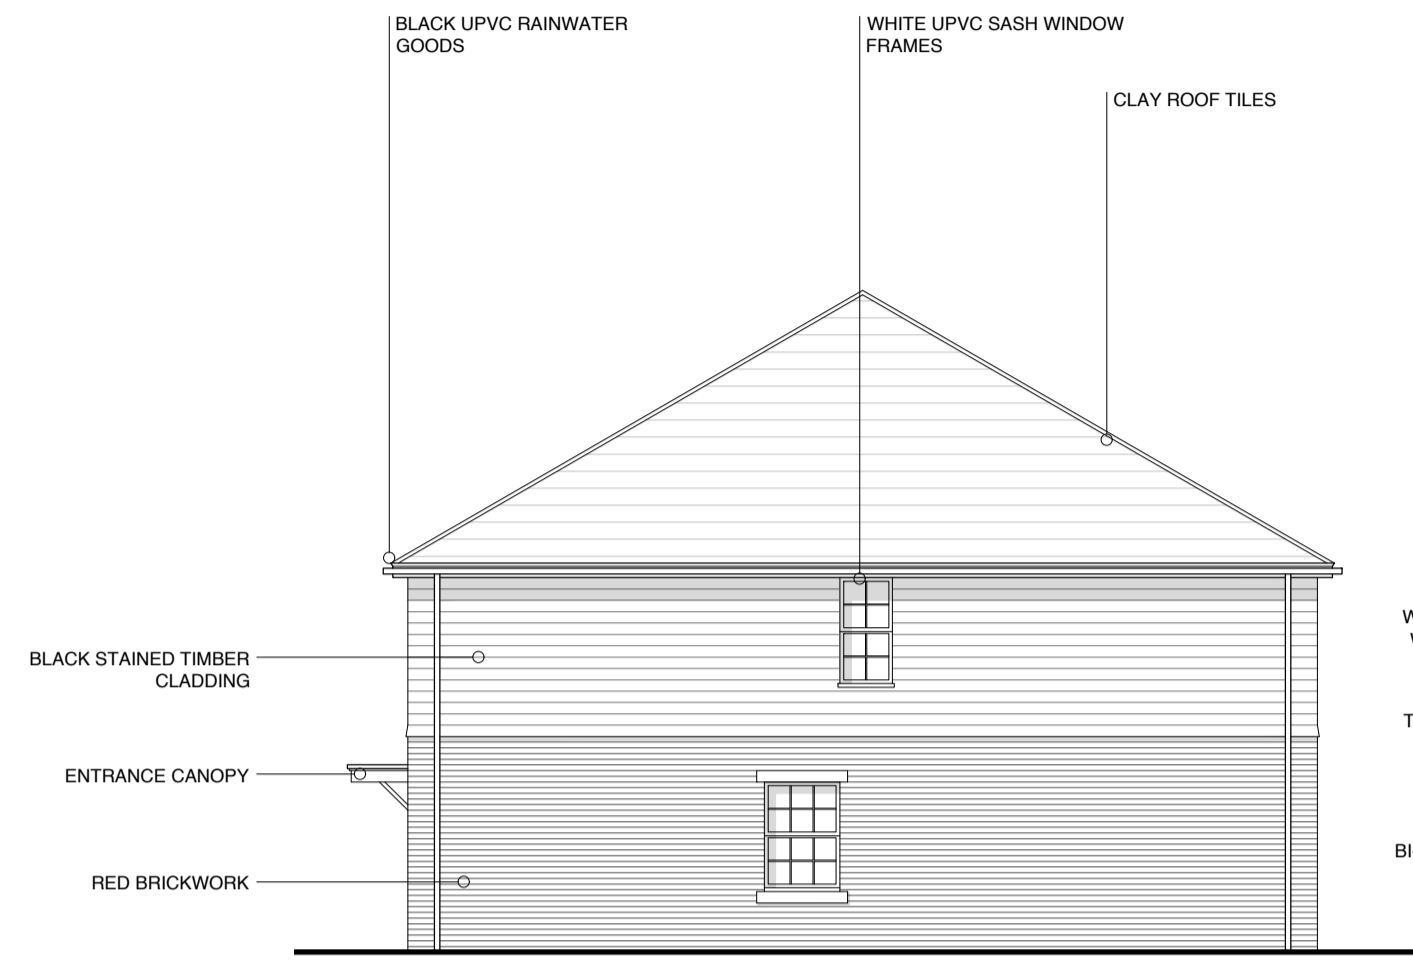 BLACK UPVC RAINWATER
GOODS
WHITE UPVC SASH WINDOW
FRAMES
CLAY ROOF TILES
BLACK STAINED TIMBER
CLADDING
ENTRANCE CANOPY
RED BRICKWORK